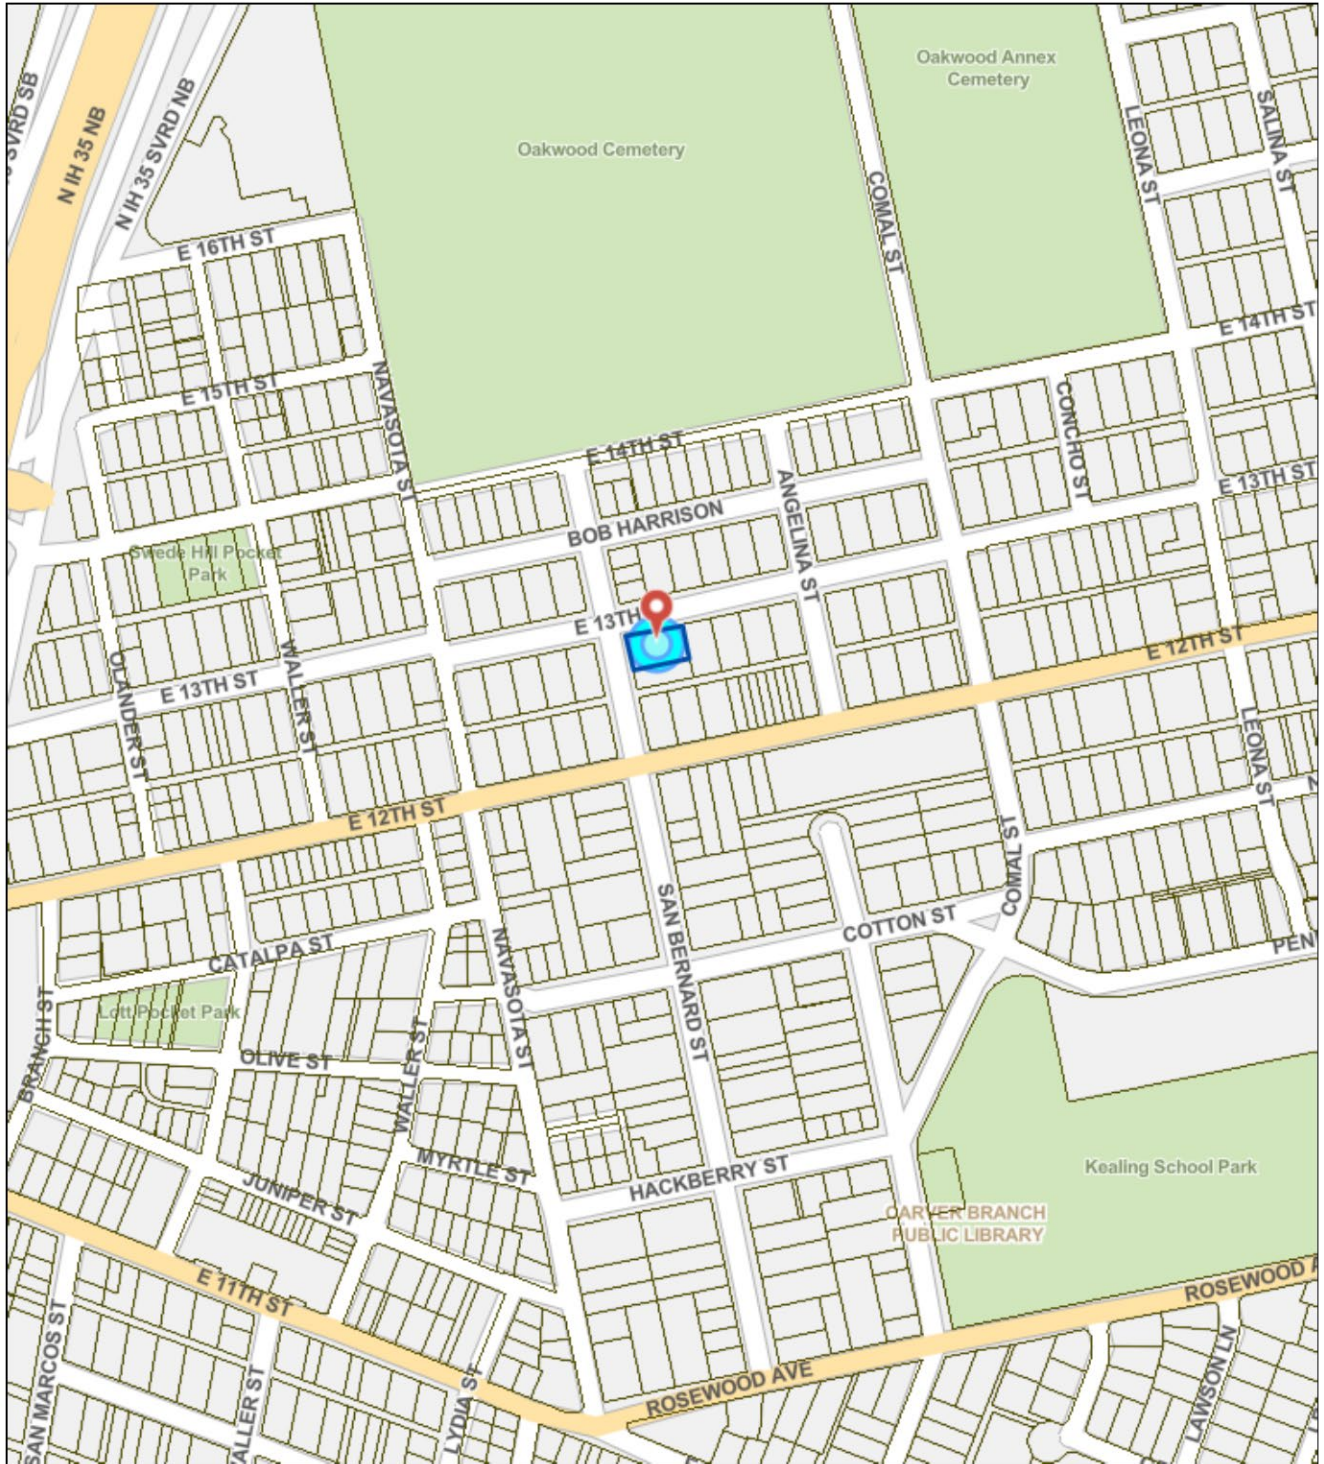 Oakwood Annex
Cemetery
SVRD SB
N IH 35 NB
N IH 35 SVRD NB
LEONA ST
SALINA ST
Oakwood Cemetery
COMAL ST
E 16TH ST
E 14TH ST
E 15TH ST
NAVASOTA ST
CONCHO ST
E 14TH ST
E 13TH ST
ANGELINA ST
BOB HARRISON
Swede Hill Pocket
Park
E 13TH
E 12TH ST
WALLER ST
OLANDER ST
E 13TH ST
LEONA ST
E 12TH ST
COMAL ST
SAN BERNARD ST
COTTON ST
NAVASOTA ST
CATALPA ST
PEN
Lott Pocket Park
BRANCH ST
OLIVE ST
WALLER ST
MYRTLE ST
HACKBERRY ST
Kealing School Park
JUNIPER ST
CARVER BRANCH
PUBLIC LIBRARY
E 11TH ST
ROSEWOOD A
SAN MARCOS ST
ALLER ST
LYDIA ST
ROSEWOOD AVE
LAWSON LN